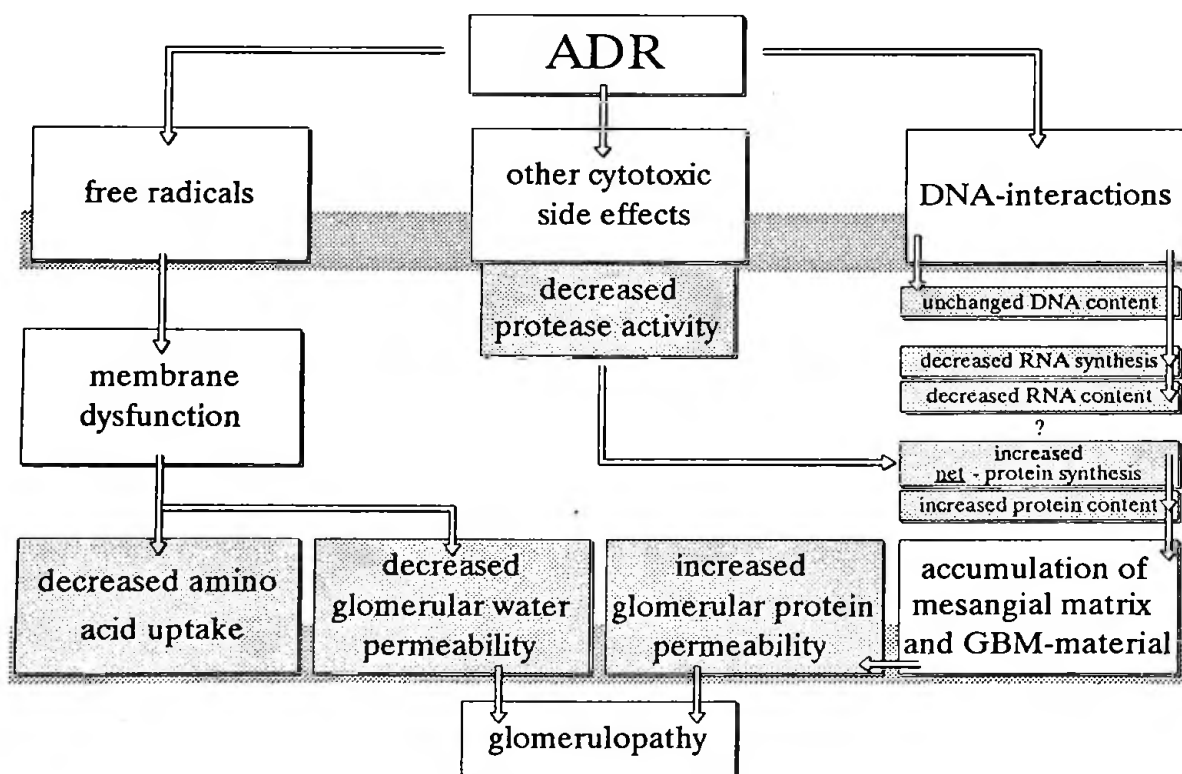 ADR
free radicals
other cytotoxic
side effects
DNA-interactions
decreased
protease activity
unchanged DNA content
decreased RNA synthesis
decreased RNA content
?
increased
net - protein synthesis
increased protein content
membrane
dysfunction
decreased amino
acid uptake
decreased
glomerular water
permeability
increased
glomerular protein
permeability
accumulation of
mesangial matrix
and GBM-material
glomerulopathy